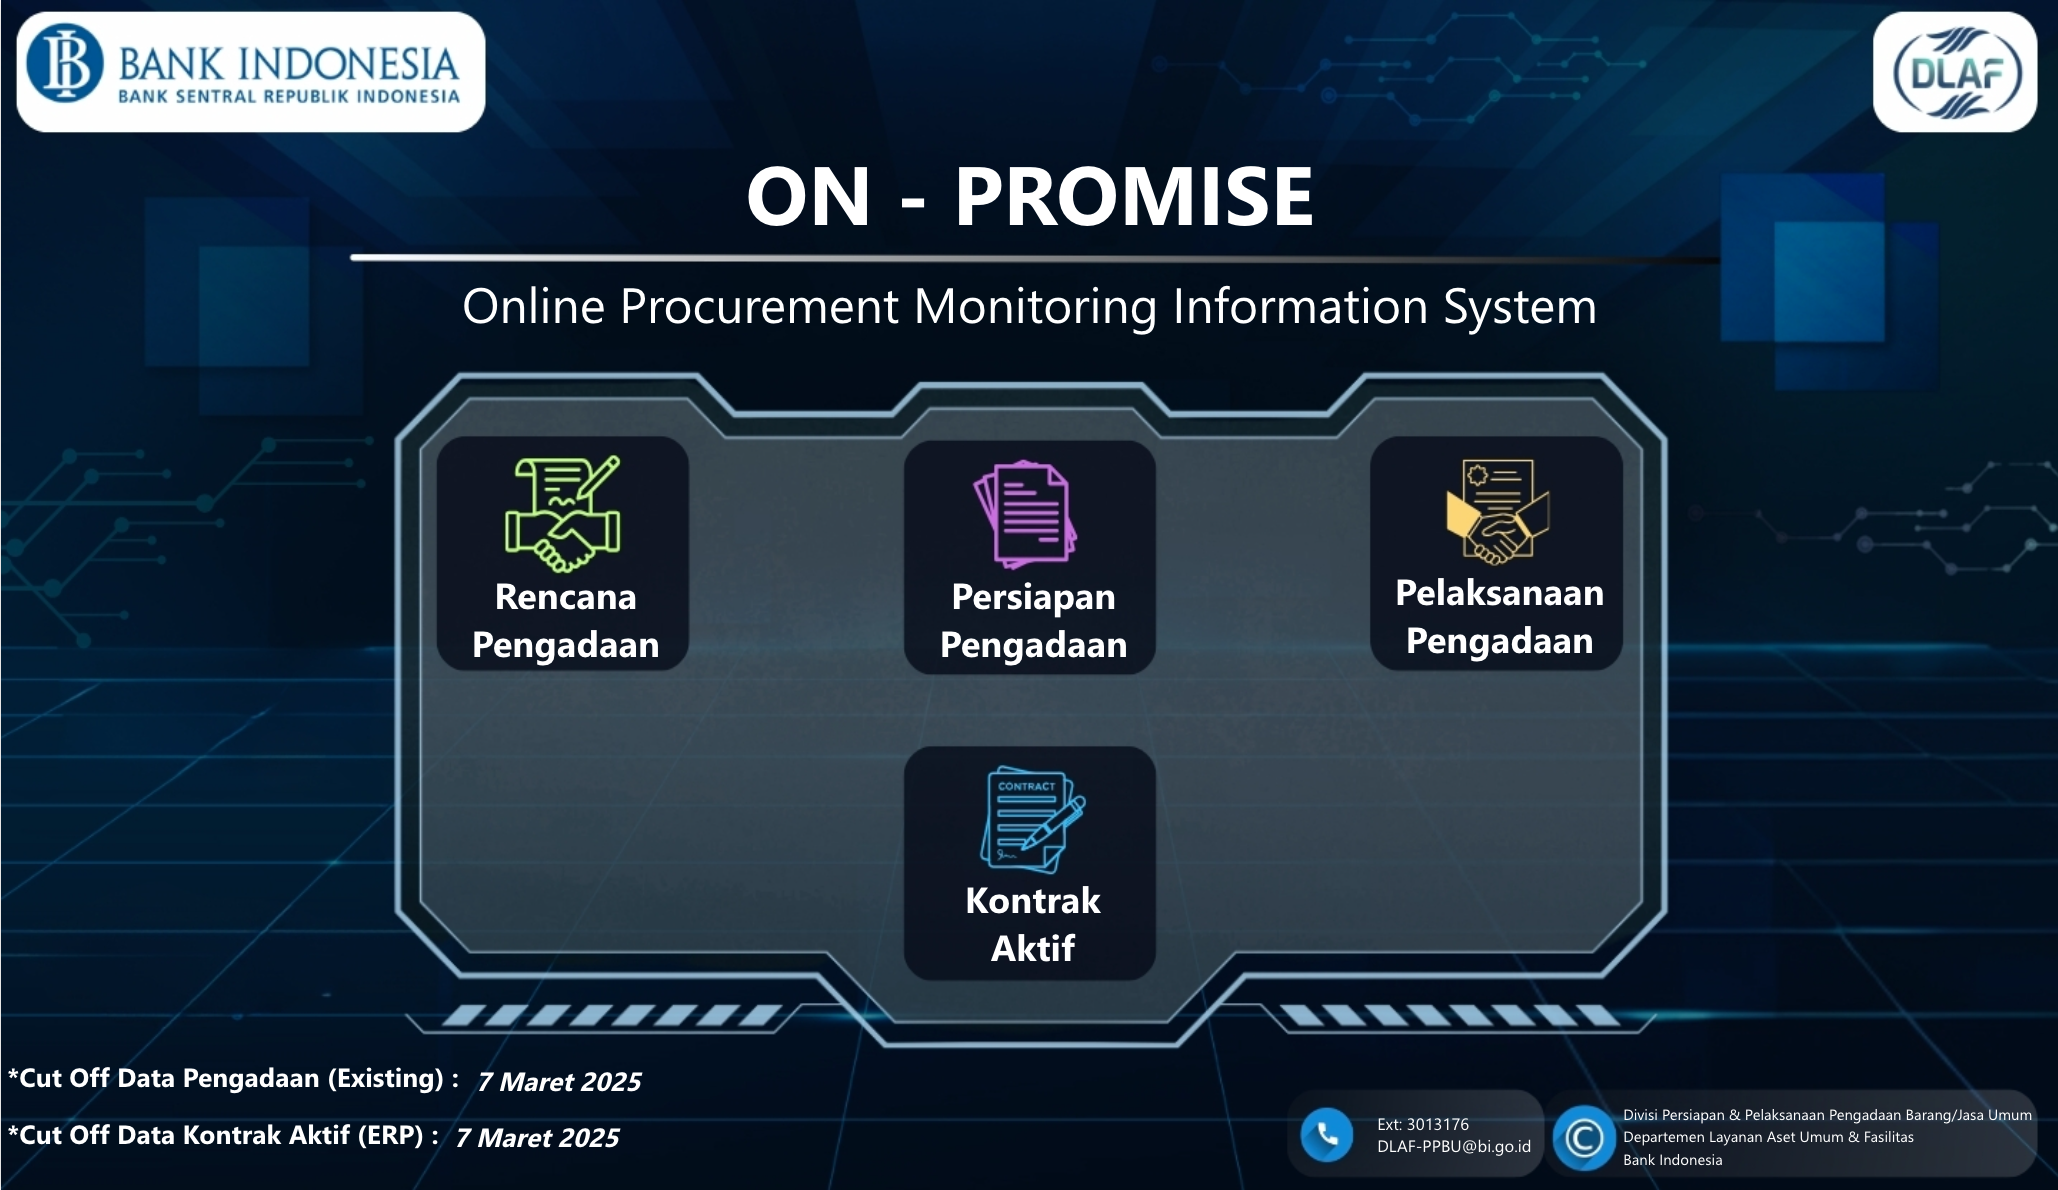 BANK INDONESIA
BANK SENTRAL REPUBLIK INDONESIA
DLAF
ON - PROMISE
Online Procurement Monitoring Information System
Rencana
Pengadaan
Persiapan
Pengadaan
Pelaksanaan
Pengadaan
CONTRACT
Kontrak
Aktif
*Cut Off Data Pengadaan (Existing) : 7 Maret 2025
*Cut Off Data Kontrak Aktif (ERP) : 7 Maret 2025
Ext: 3013176
DLAF-PPBU@bi.go.id
©
Divisi Persiapan & Pelaksanaan Pengadaan Barang/Jasa Umum
Departemen Layanan Aset Umum & Fasilitas
Bank Indonesia